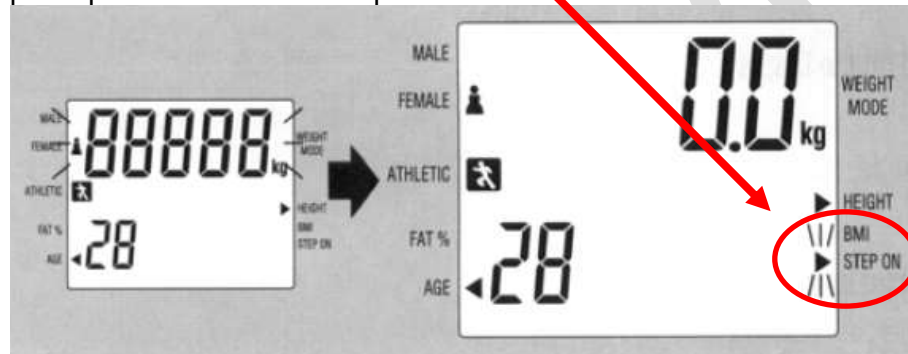 MALE
FEMALE
ATHLETIC
FAT %
AGE
88888 kg
28
WEIGHT
MODE
HEIGHT
BMI
STEP ON
MALE
FEMALE
ATHLETIC
FAT %
AGE
0.0 kg
28
WEIGHT
MODE
HEIGHT
BMI
STEP ON